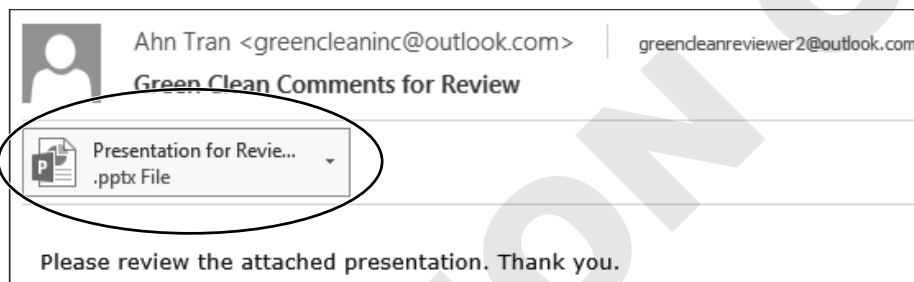 Ahn Tran <greencleaninc@outlook.com> greencleanreviewer2@outlook.com
Green Clean Comments for Review
Presentation for Revie...
.pptx File
Please review the attached presentation. Thank you.